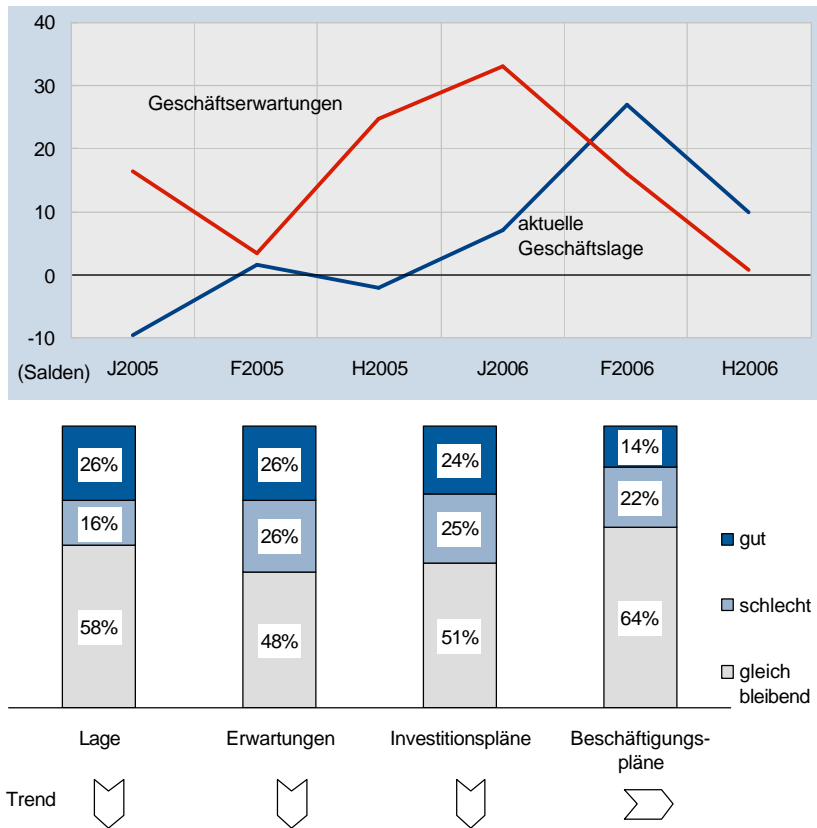 40
30
Geschäftserwartungen
20
10
aktuelle
Geschäftslage
0
-10
(Salden) J2005 F2005 H2005 J2006 F2006 H2006
26% 26% 24% 14%
16% 26% 25% 22%
58% 48% 51% 64%
gut
schlecht
gleich
bleibend
Lage Erwartungen Investitionspläne Beschäftigungs-
pläne
Trend